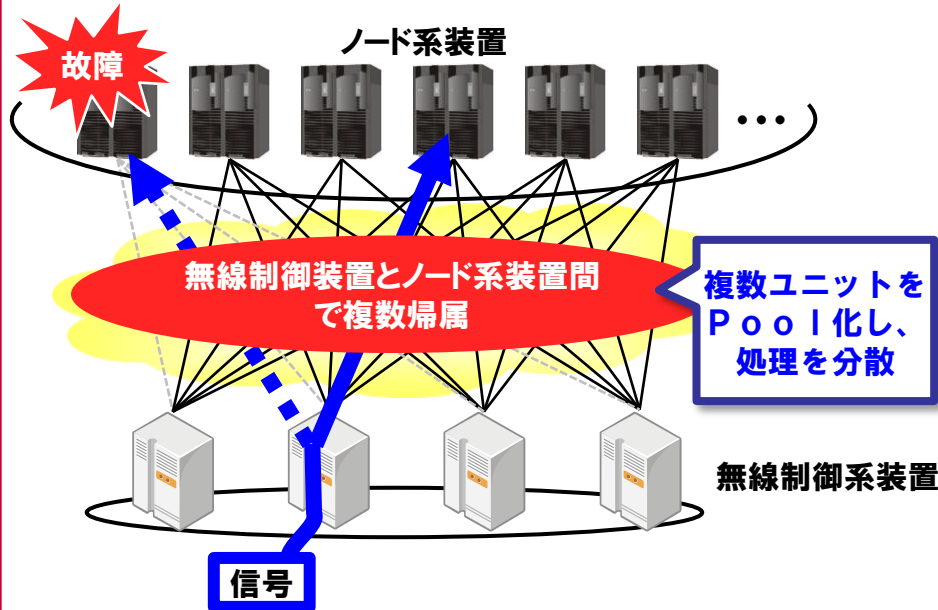 ノード系装置
故障
・・・
無線制御装置とノード系装置間
で複数帰属
複数ユニットを
Ｐｏｏｌ化し、
処理を分散
無線制御系装置
信号